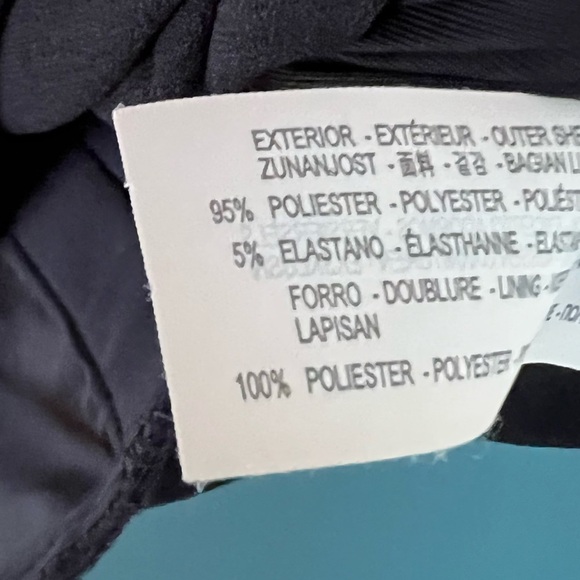 EXTERIOR - EXTÉRIEUR - OUTER SHE
ZUNANJOST - 面料 - 겉감 - BAGIAN L
95% POLIESTER - POLYESTER - POLIÉST
5% ELASTANO - ÉLASTHANNE - ELAST
FORRO - DOUBLURE - LINING -
LAPISAN
100% POLIESTER - POLYESTER -